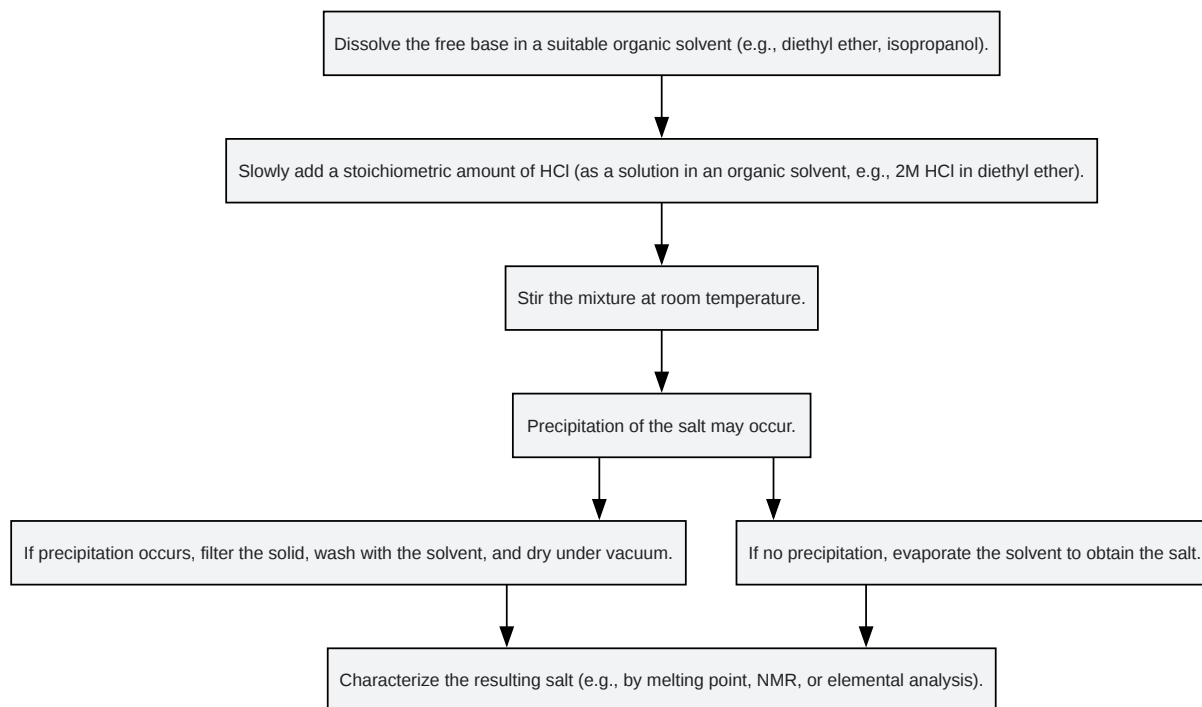 Dissolve the free base in a suitable organic solvent (e.g., diethyl ether, isopropanol).
Slowly add a stoichiometric amount of HCl (as a solution in an organic solvent, e.g., 2M HCl in diethyl ether).
Stir the mixture at room temperature.
Precipitation of the salt may occur.
If precipitation occurs, filter the solid, wash with the solvent, and dry under vacuum.
If no precipitation, evaporate the solvent to obtain the salt.
Characterize the resulting salt (e.g., by melting point, NMR, or elemental analysis).